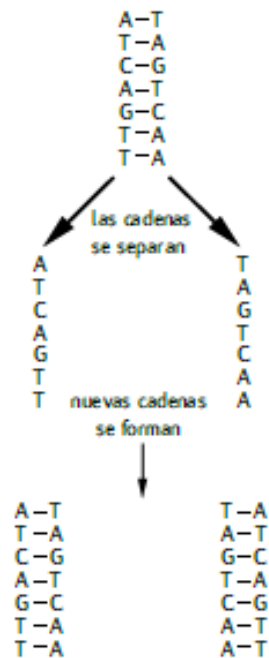 A–T
T–A
C–G
A–T
G–C
T–A
T–A
las cadenas
se separan
A T
T A
C G
A T
G C
T A
T A
nuevas cadenas
se forman
A–T T–A
T–A A–T
C–G G–C
A–T T–A
G–C C–G
T–A A–T
T–A A–T